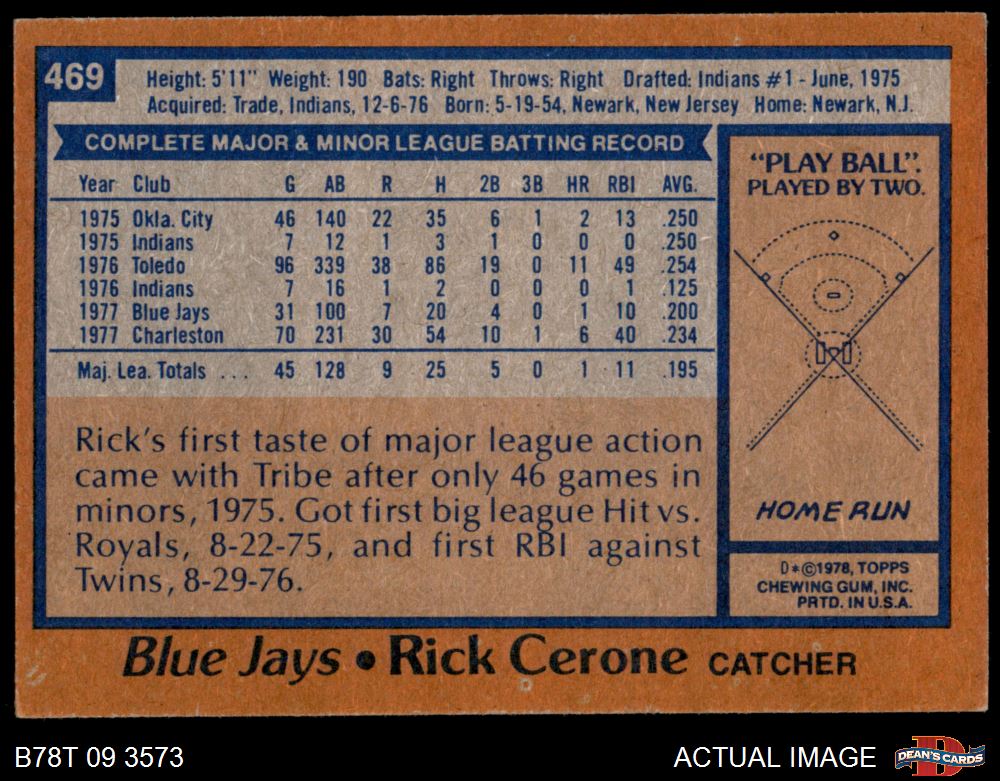 469
Height: 5'11" Weight: 190 Bats: Right Throws: Right Drafted: Indians #1 - June, 1975
Acquired: Trade, Indians, 12-6-76 Born: 5-19-54, Newark, New Jersey Home: Newark, N.J.
COMPLETE MAJOR & MINOR LEAGUE BATTING RECORD
Year Club G AB R H 2B 3B HR RBI AVG.
1975 Okla. City 46 140 22 35 6 1 2 13 .250
1975 Indians 7 12 1 3 1 0 0 0 .250
1976 Toledo 96 339 38 86 19 0 11 49 .254
1976 Indians 7 16 1 2 0 0 0 1 .125
1977 Blue Jays 31 100 7 20 4 0 1 10 .200
1977 Charleston 70 231 30 54 10 1 6 40 .234
Maj. Lea. Totals ... 45 128 9 25 5 0 1 11 .195
Rick's first taste of major league action
came with Tribe after only 46 games in
minors, 1975. Got first big league Hit vs.
Royals, 8-22-75, and first RBI against
Twins, 8-29-76.
"PLAY BALL".
PLAYED BY TWO.
HOME RUN
D*©1978, TOPPS
CHEWING GUM, INC.
PRTD. IN U.S.A.
Blue Jays • Rick Cerone CATCHER
B78T 09 3573
ACTUAL IMAGE
D
DEAN'S CARDS